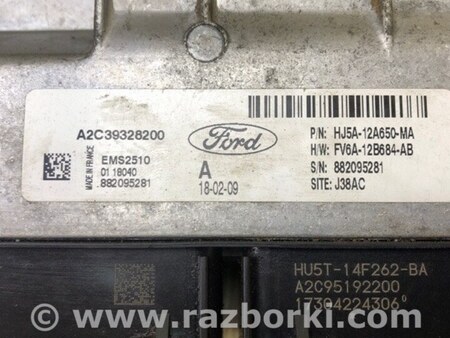 A2C39328200
MADE IN FRANCE
EMS2510
01 18040
882095281
Ford
A
18-02-09
P/N: HJ5A-12A650-MA
H/W: FV6A-12B684-AB
S/N: 882095281
SITE: J38AC
HU5T-14F262-BA
A2C95192200
17304224306
www.razborki.com